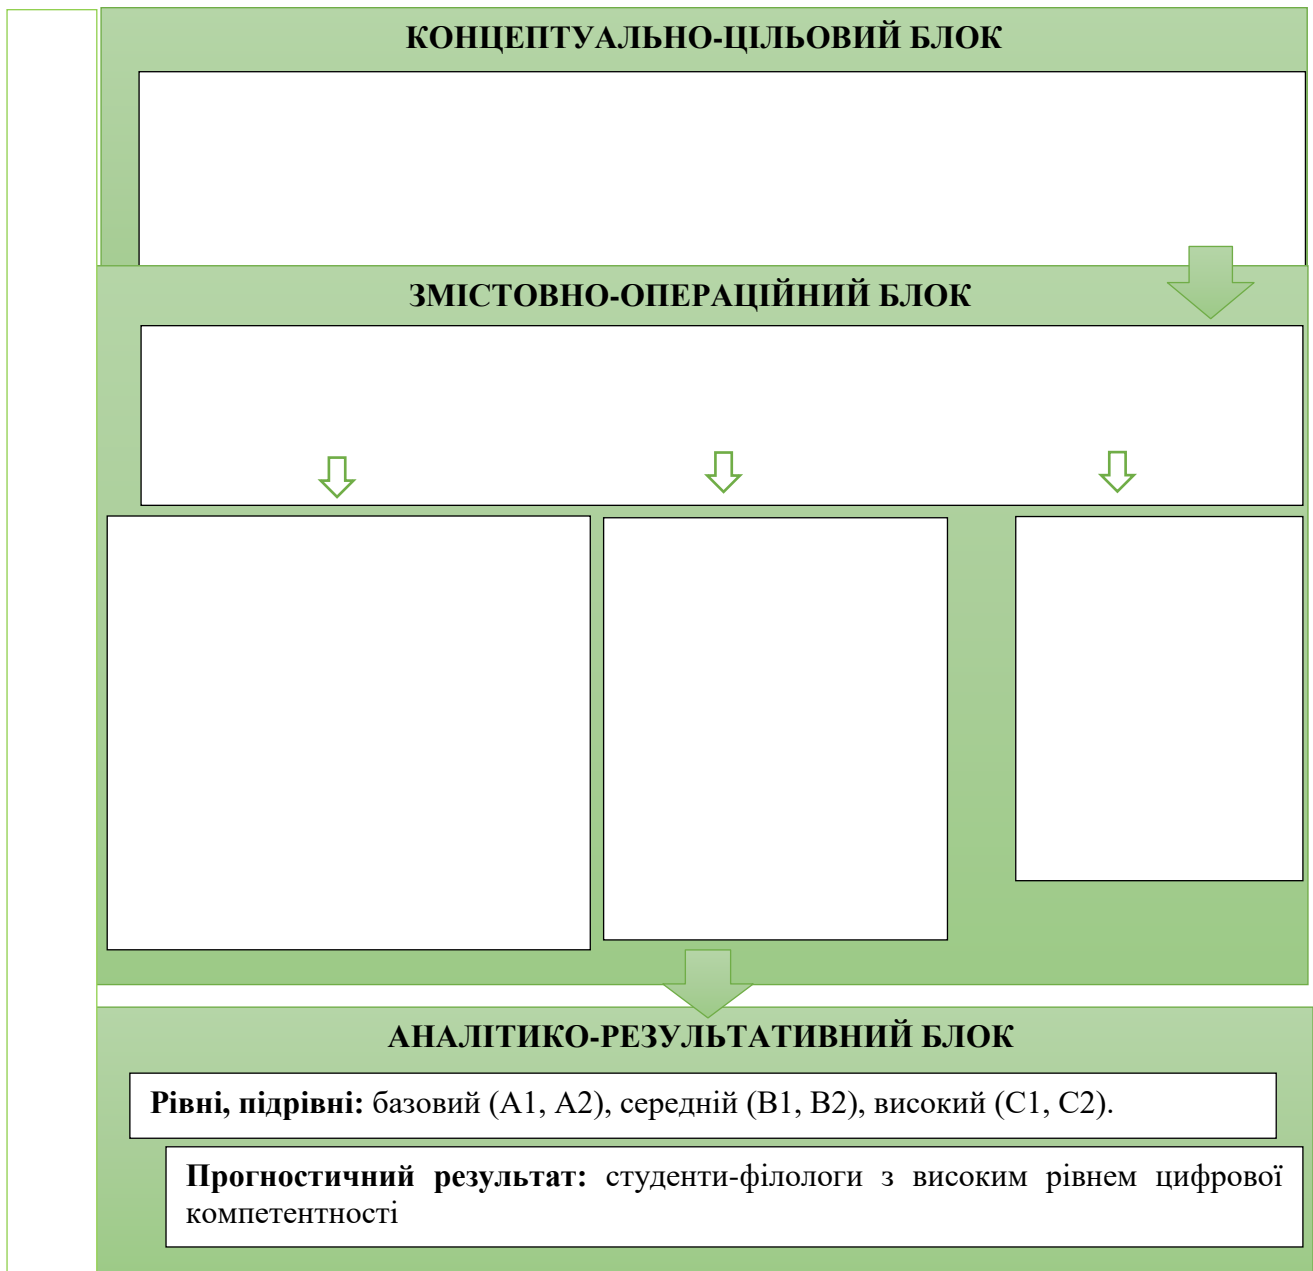 КОНЦЕПТУАЛЬНО-ЦІЛЬОВИЙ БЛОК
ЗМІСТОВНО-ОПЕРАЦІЙНИЙ БЛОК
АНАЛІТИКО-РЕЗУЛЬТАТИВНИЙ БЛОК
Рівні, підрівні: базовий (А1, А2), середній (В1, В2), високий (С1, С2).
Прогностичний результат: студенти-філологи з високим рівнем цифрової
компетентності